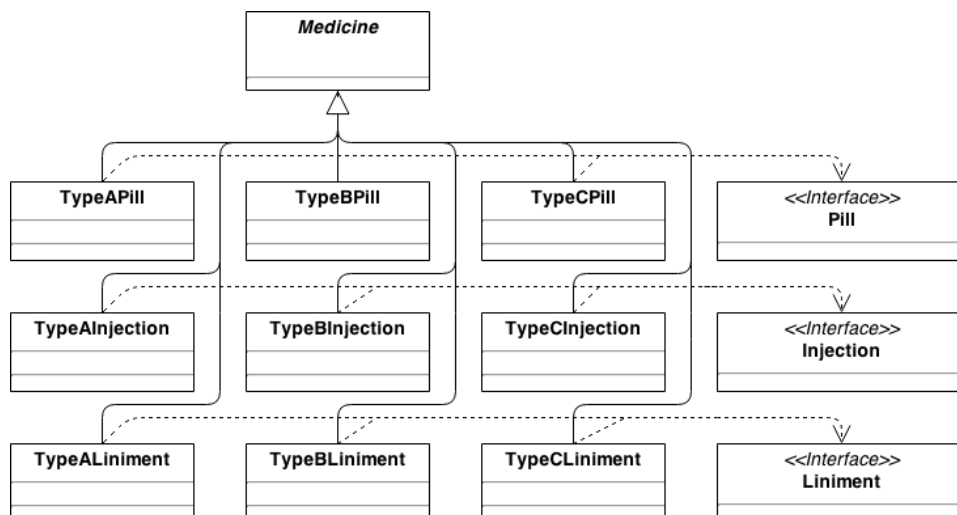 Medicine
TypeAPill
TypeBPill
TypeCPill
<<Interface>>
Pill
TypeAInjection
TypeBInjection
TypeCInjection
<<Interface>>
Injection
TypeALiniment
TypeBLiniment
TypeCLiniment
<<Interface>>
Liniment